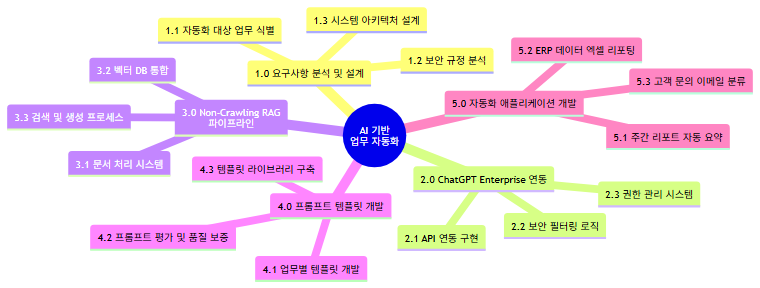 AI 기반
업무 자동화
1.0 요구사항 분석 및 설계
1.1 자동화 대상 업무 식별
1.2 보안 규정 분석
1.3 시스템 아키텍처 설계
2.0 ChatGPT Enterprise 연동
2.1 API 연동 구현
2.2 보안 필터링 로직
2.3 권한 관리 시스템
3.0 Non-Crawling RAG
파이프라인
3.1 문서 처리 시스템
3.2 벡터 DB 통합
3.3 검색 및 생성 프로세스
4.0 프롬프트 템플릿 개발
4.1 업무별 템플릿 개발
4.2 프롬프트 평가 및 품질 보증
4.3 템플릿 라이브러리 구축
5.0 자동화 애플리케이션 개발
5.1 주간 리포트 자동 요약
5.2 ERP 데이터 엑셀 리포팅
5.3 고객 문의 이메일 분류